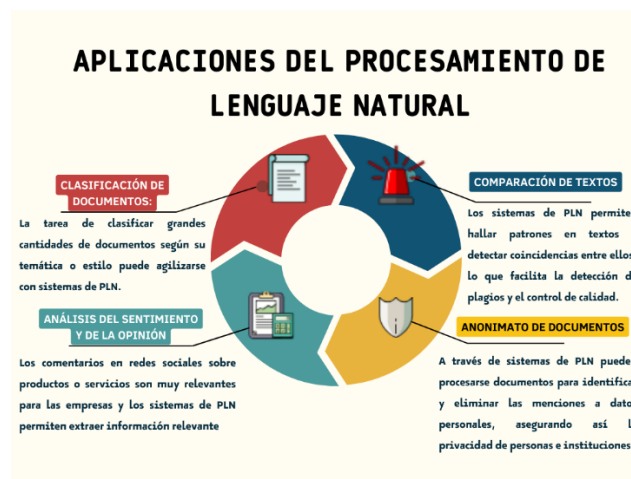 APLICACIONES DEL PROCESAMIENTO DE
LENGUAJE NATURAL
CLASIFICACIÓN DE
DOCUMENTOS:
La tarea de clasificar grandes
cantidades de documentos según su
temática o estilo puede agilizarse
con sistemas de PLN.
COMPARACIÓN DE TEXTOS
Los sistemas de PLN permite
hallar patrones en textos
detectar coincidencias entre ellos
lo que facilita la detección d
plagios y el control de calidad.
ANÁLISIS DEL SENTIMIENTO
Y DE LA OPINIÓN
Los comentarios en redes sociales sobre
productos o servicios son muy relevantes
para las empresas y los sistemas de PLN
permiten extraer información relevante
ANONIMATO DE DOCUMENTOS
A través de sistemas de PLN puede
procesarse documentos para identifica
y eliminar las menciones a dato
personales, asegurando así l
privacidad de personas e instituciones